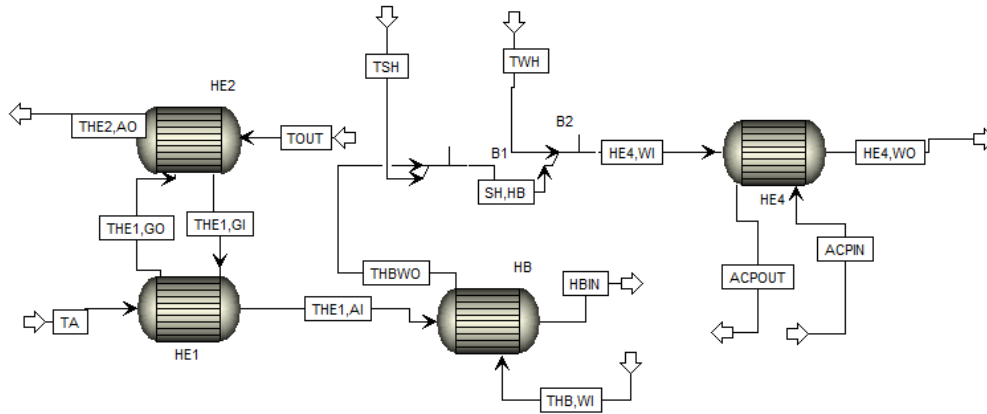 TSH
TWH
HE2
THE2,AO
TOUT
B2
B1
HE4,WI
HE4,WO
SH,HB
HE4
THE1,GO
THE1,GI
THBWO
HB
HBIN
ACPOUT
ACPIN
TA
THE1,AI
HE1
THB,WI